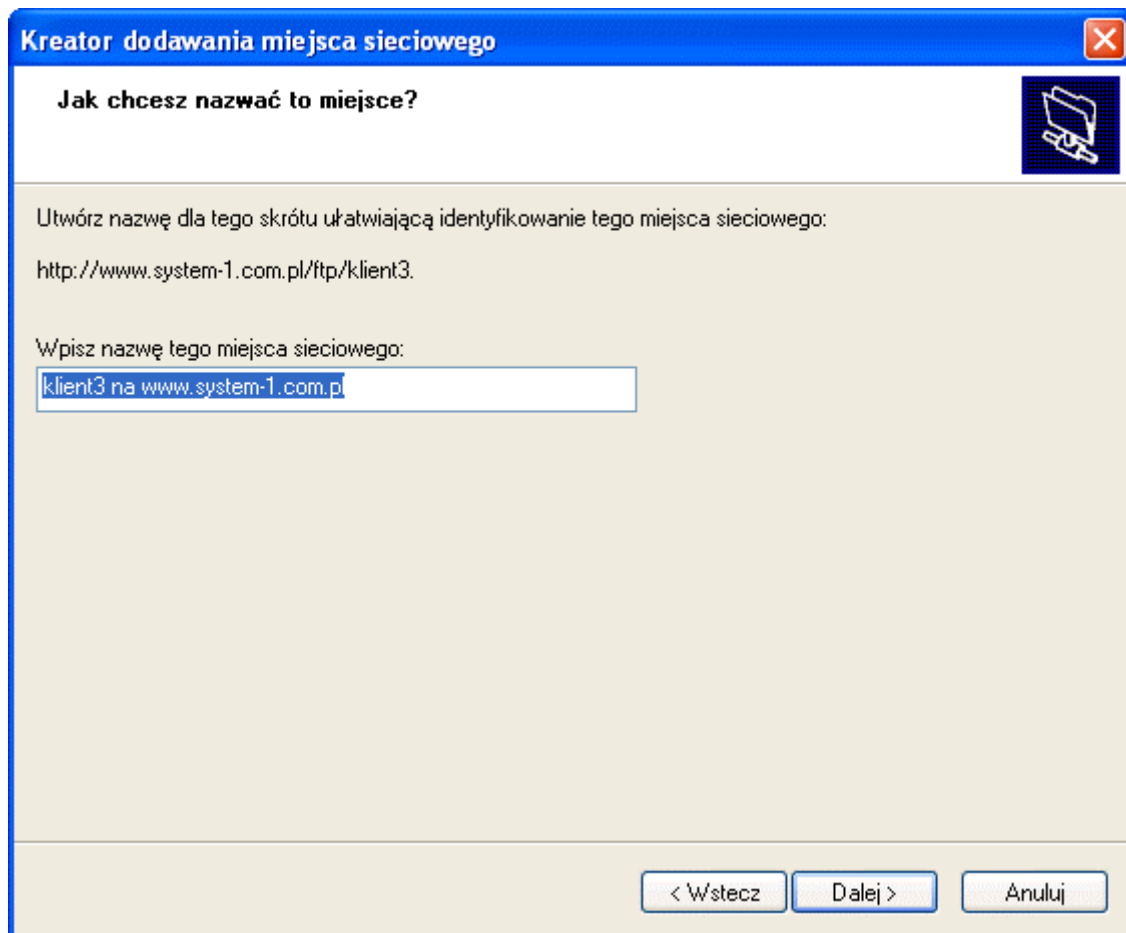 Kreator dodawania miejsca sieciowego
Jak chcesz nazwać to miejsce?
Utwórz nazwę dla tego skrótu ułatwiającą identyfikowanie tego miejsca sieciowego:
http://www.system-1.com.pl/ftp/klient3.
Wpisz nazwę tego miejsca sieciowego:
klient3 na www.system-1.com.pl
< Wstecz Dalej > Anuluj